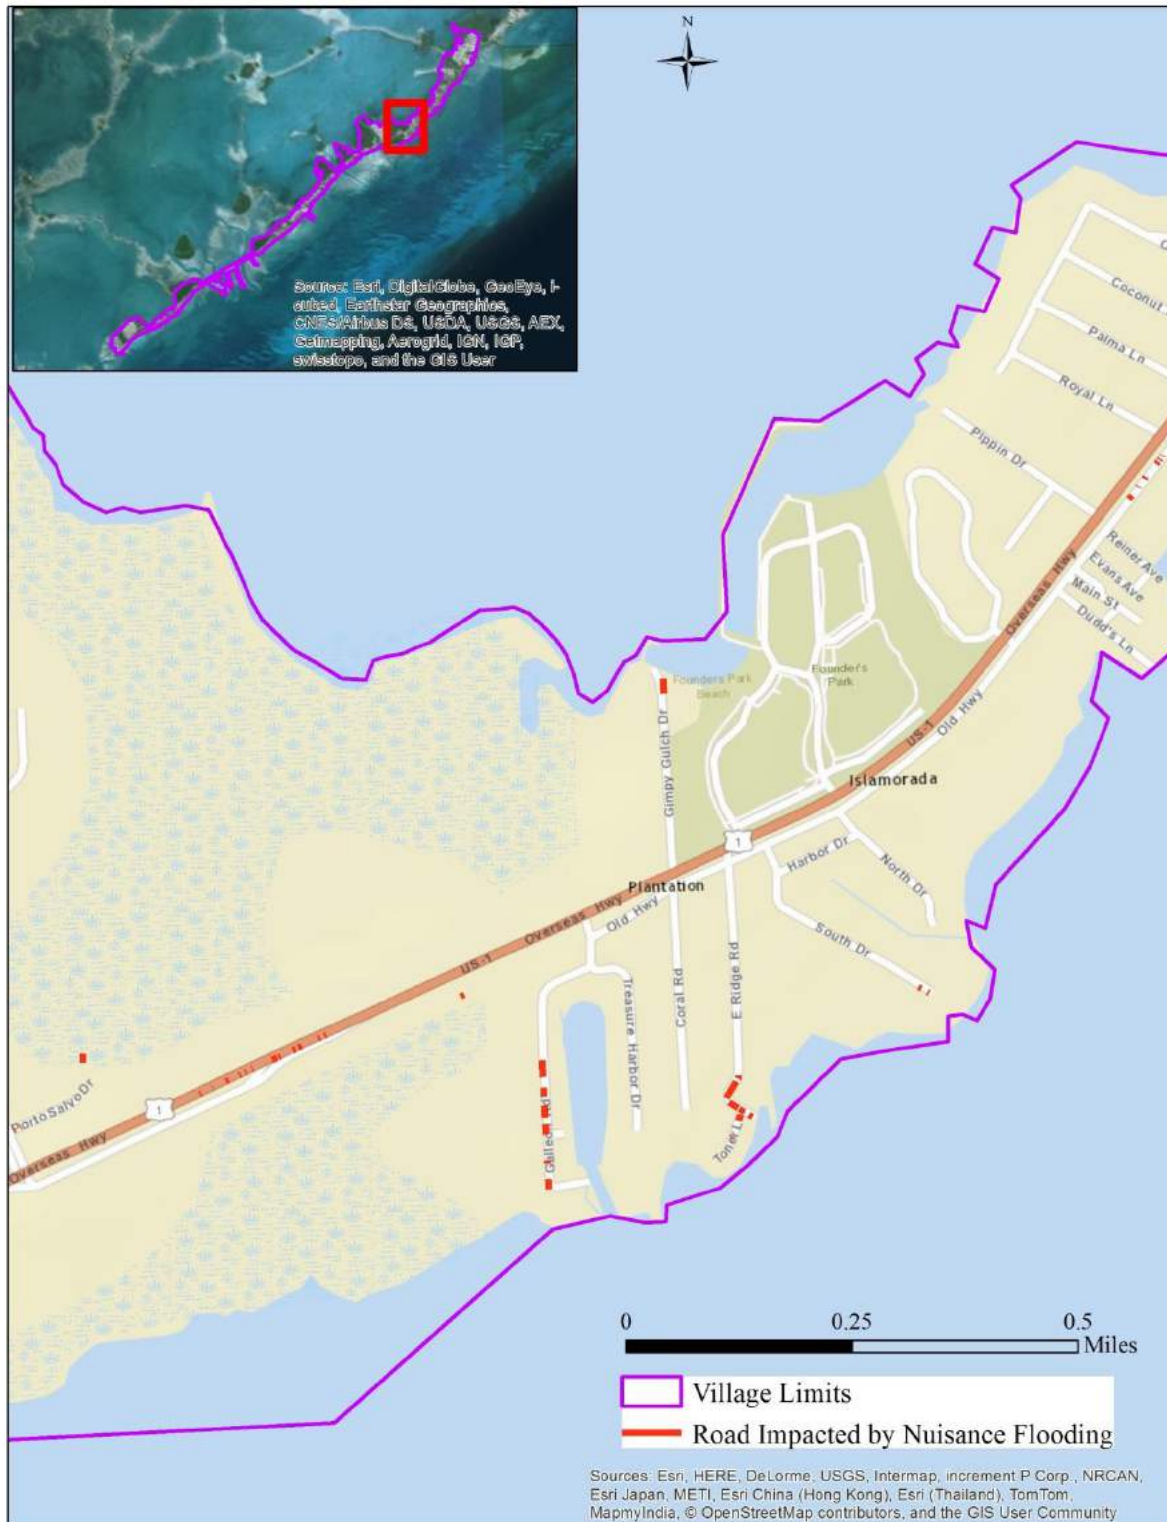 N
Source: Esri, DigitalGlobe, GeoEye, i-
cubed, Earthstar Geographics,
CNES/Airbus DS, USDA, USGS, AEX,
Getmapping, Aerogrid, IGN, IGP,
swisstopo, and the GIS User
Coconut
Palma Ln
Royal Ln
Pippin Dr
Reiner Ave
Evans Ave
Main St
Dudd's Ln
Overseas Hwy
Founder's
Park
Founders Park
Beach
US-1
Old Hwy
Gimpy Gulch Dr
Islamorada
1
Harbor Dr
North Dr
Plantation
Overseas Hwy
Old Hwy
South Dr
US-1
E Ridge Rd
Coral Rd
Treasure Harbor Dr
Porto Salvo Dr
1
Overseas Hwy
Toner L
0 0.25 0.5
Miles
Village Limits
Road Impacted by Nuisance Flooding
Sources: Esri, HERE, DeLorme, USGS, Intermap, increment P Corp., NRCAN,
Esri Japan, METI, Esri China (Hong Kong), Esri (Thailand), TomTom,
MapmyIndia, © OpenStreetMap contributors, and the GIS User Community